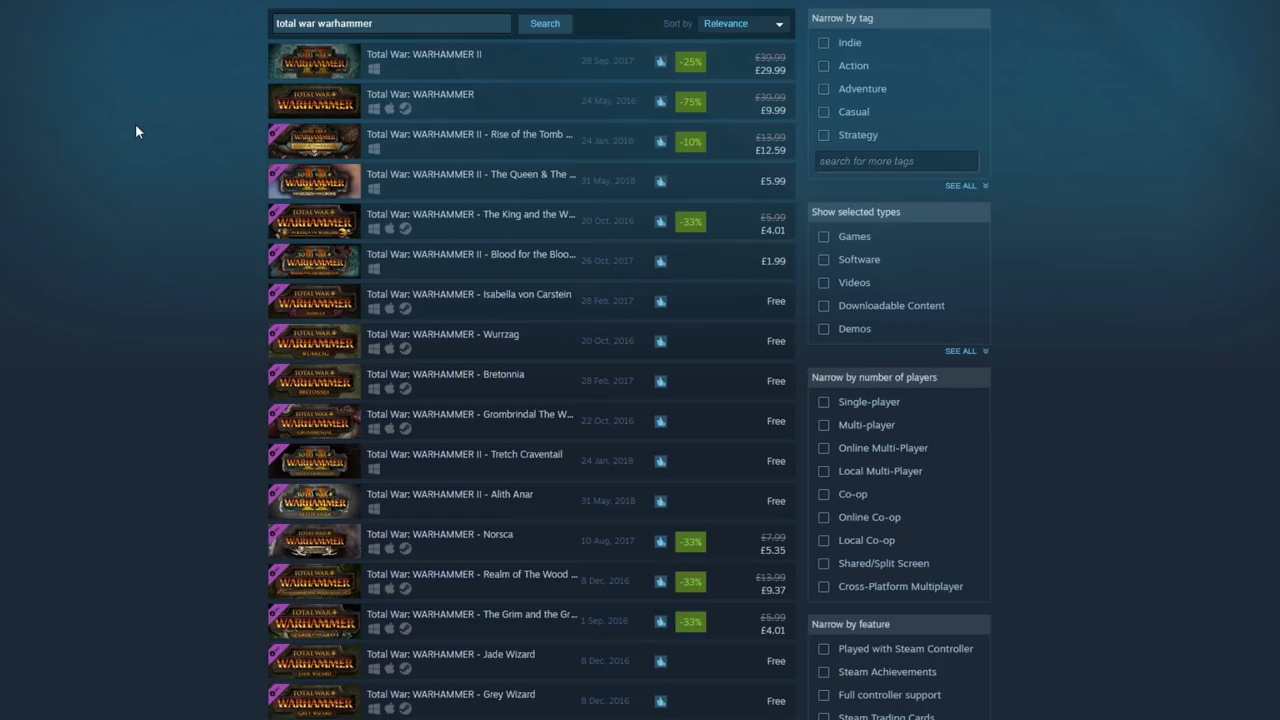 total war warhammer
Search
Sort by Relevance
Total War: WARHAMMER II 28 Sep, 2017 -25% £39.99 £29.99
Total War: WARHAMMER 24 May, 2016 -75% £39.99 £9.99
Total War: WARHAMMER II - Rise of the Tomb ... 24 Jan, 2018 -10% £13.99 £12.59
Total War: WARHAMMER II - The Queen & The ... 31 May, 2018 £5.99
Total War: WARHAMMER - The King and the W... 20 Oct, 2016 -33% £5.99 £4.01
Total War: WARHAMMER II - Blood for the Bloo... 26 Oct, 2017 £1.99
Total War: WARHAMMER - Isabella von Carstein 28 Feb, 2017 Free
Total War: WARHAMMER - Wurrzag 20 Oct, 2016 Free
Total War: WARHAMMER - Bretonnia 28 Feb, 2017 Free
Total War: WARHAMMER - Grombrindal The W... 22 Oct, 2016 Free
Total War: WARHAMMER II - Tretch Craventail 24 Jan, 2018 Free
Total War: WARHAMMER II - Alith Anar 31 May, 2018 Free
Total War: WARHAMMER - Norsca 10 Aug, 2017 -33% £7.99 £5.35
Total War: WARHAMMER - Realm of The Wood ... 8 Dec, 2016 -33% £13.99 £9.37
Total War: WARHAMMER - The Grim and the Gr... 1 Sep, 2016 -33% £5.99 £4.01
Total War: WARHAMMER - Jade Wizard 8 Dec, 2016 Free
Total War: WARHAMMER - Grey Wizard 8 Dec, 2016 Free
Narrow by tag
Indie
Action
Adventure
Casual
Strategy
search for more tags
SEE ALL
Show selected types
Games
Software
Videos
Downloadable Content
Demos
SEE ALL
Narrow by number of players
Single-player
Multi-player
Online Multi-Player
Local Multi-Player
Co-op
Online Co-op
Local Co-op
Shared/Split Screen
Cross-Platform Multiplayer
Narrow by feature
Played with Steam Controller
Steam Achievements
Full controller support
Steam Trading Cards